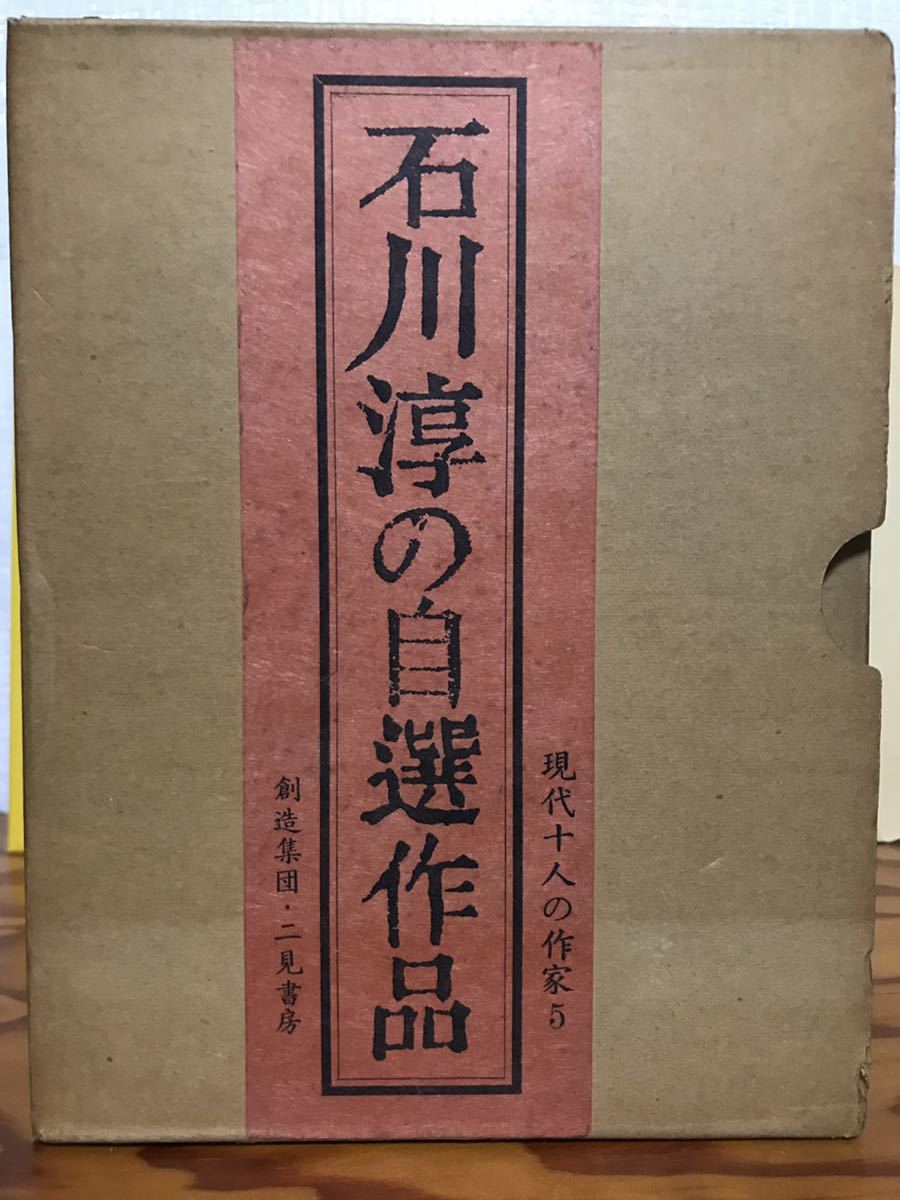 現代十人の作家5
石川淳の自選作品
創造集団・二見書房